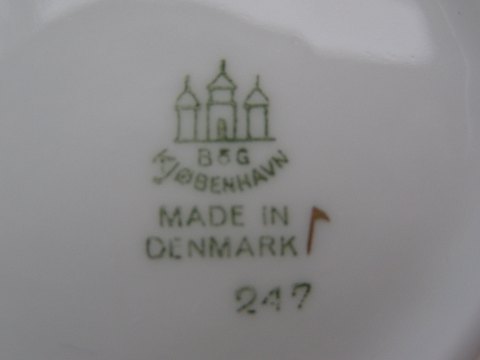 B&G
KJØBENHAVN
MADE IN
DENMARK
247